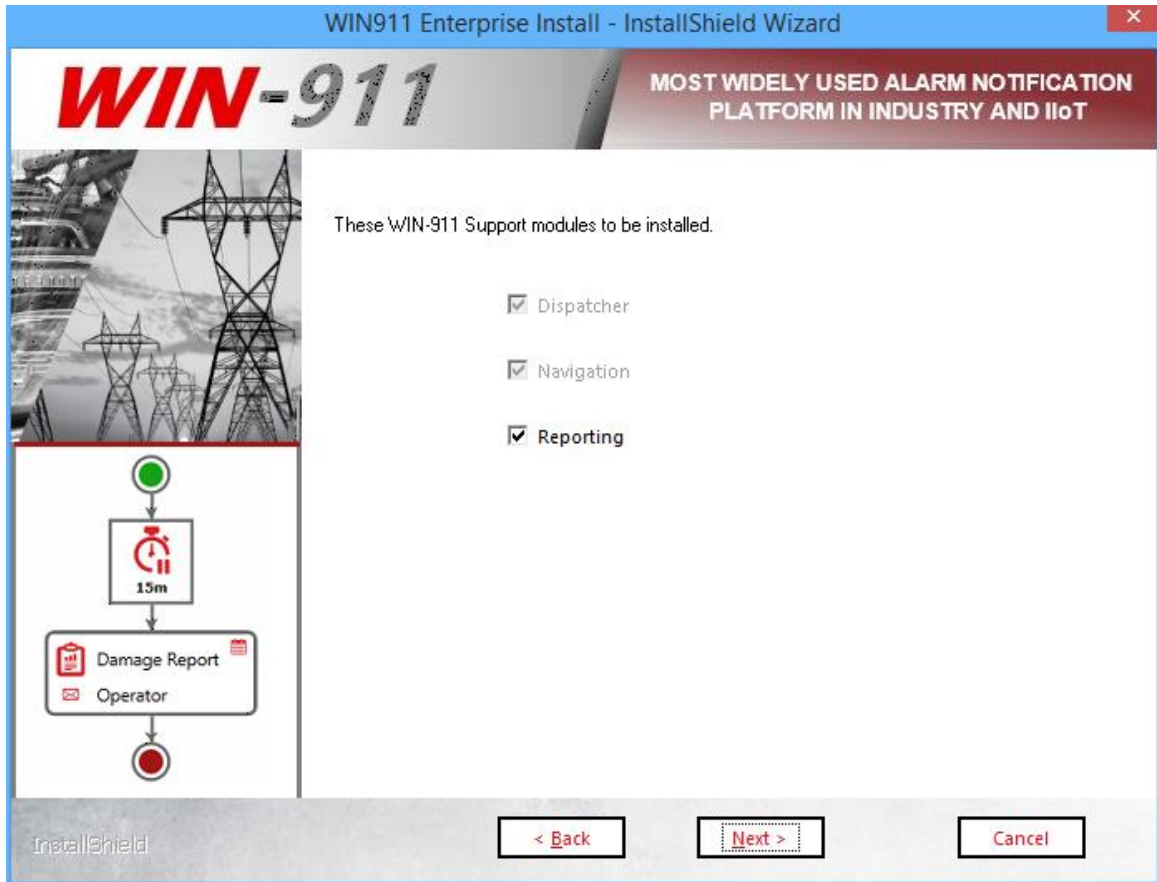 WIN911 Enterprise Install - InstallShield Wizard
WIN-911
MOST WIDELY USED ALARM NOTIFICATION
PLATFORM IN INDUSTRY AND IIoT
These WIN-911 Support modules to be installed.
Dispatcher
Navigation
Reporting
15m
Damage Report
Operator
InstallShield
< Back
Next >
Cancel